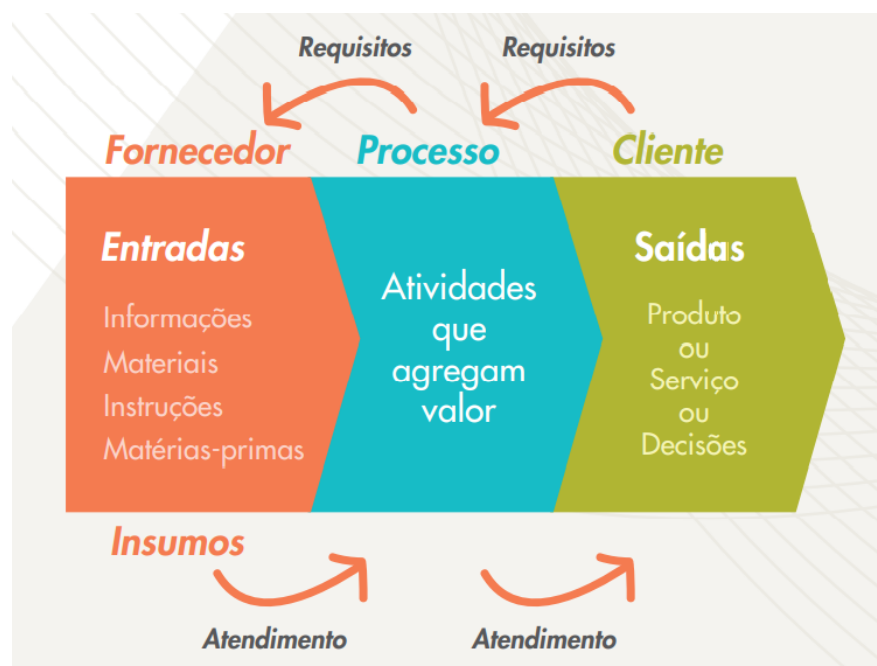 Requisitos Requisitos
Fornecedor Processo Cliente
Entradas
Informações
Materiais
Instruções
Matérias-primas
Atividades
que
agregam
valor
Saídas
Produto
ou
Serviço
ou
Decisões
Insumos
Atendimento Atendimento